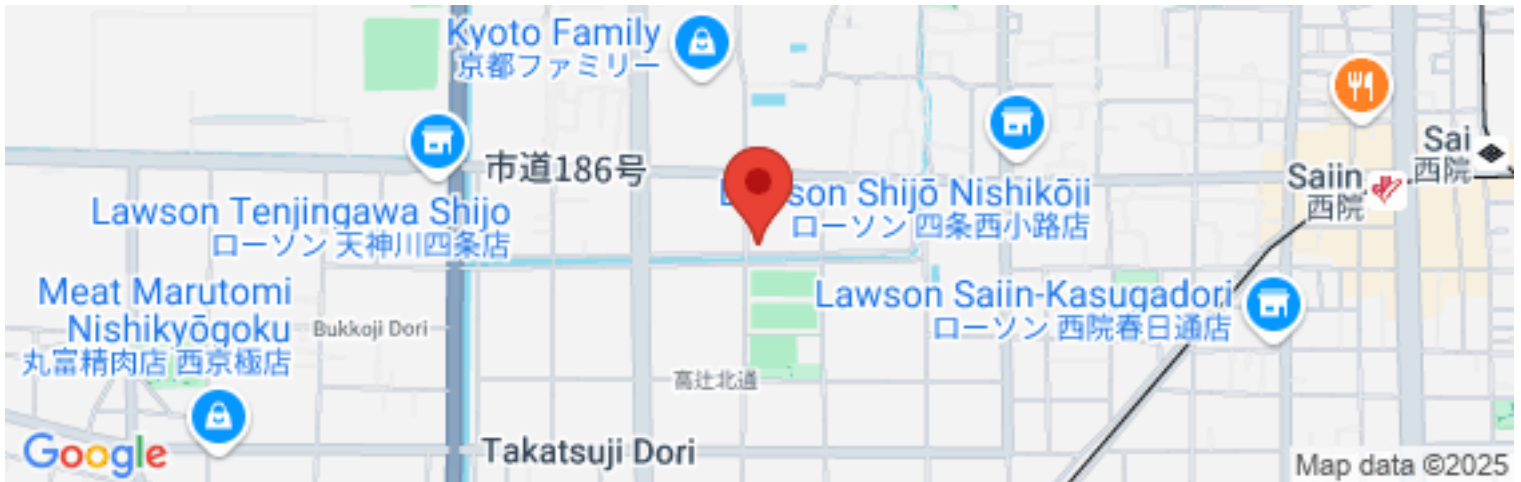 Kyoto Family
京都ファミリー
市道186号
Sai
西院
Saiin
西院
son Shijō Nishikōji
ローソン 四条西小路店
Lawson Tenjingawa Shijo
ローソン 天神川四条店
Meat Marutomi
Nishikyōgoku
丸富精肉店 西京極店
Bukkoji Dori
Lawson Saiin-Kasugadori
ローソン 西院春日通店
高辻北通
Takatsuji Dori
Google
Map data ©2025